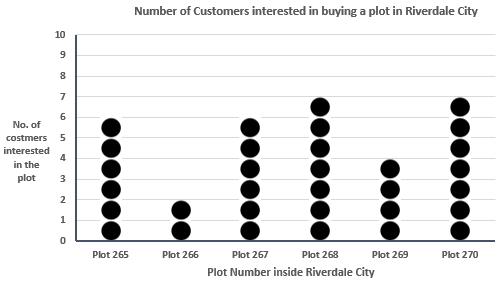 Number of Customers interested in buying a plot in Riverdale City
10
9
8
7
6
5
4
3
2
1
0
No. of
costmers
interested
in the
plot
Plot 265 Plot 266 Plot 267 Plot 268 Plot 269 Plot 270
Plot Number inside Riverdale City